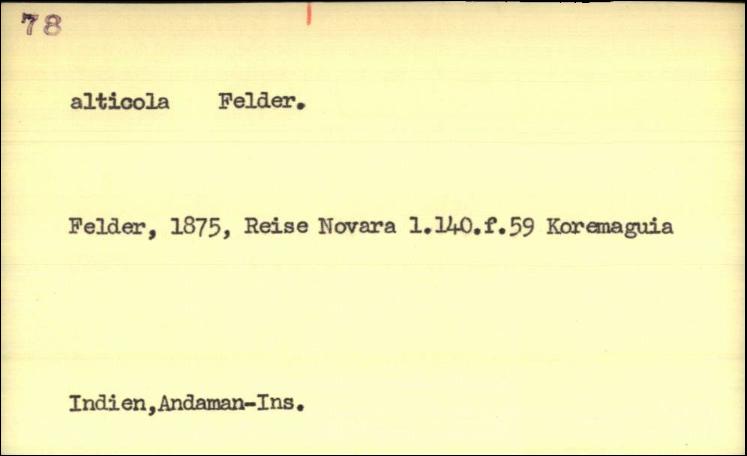 78
alticola Felder.
Felder, 1875, Reise Novara 1.140.f.59 Koremaguia
Indien,Andaman-Ins.